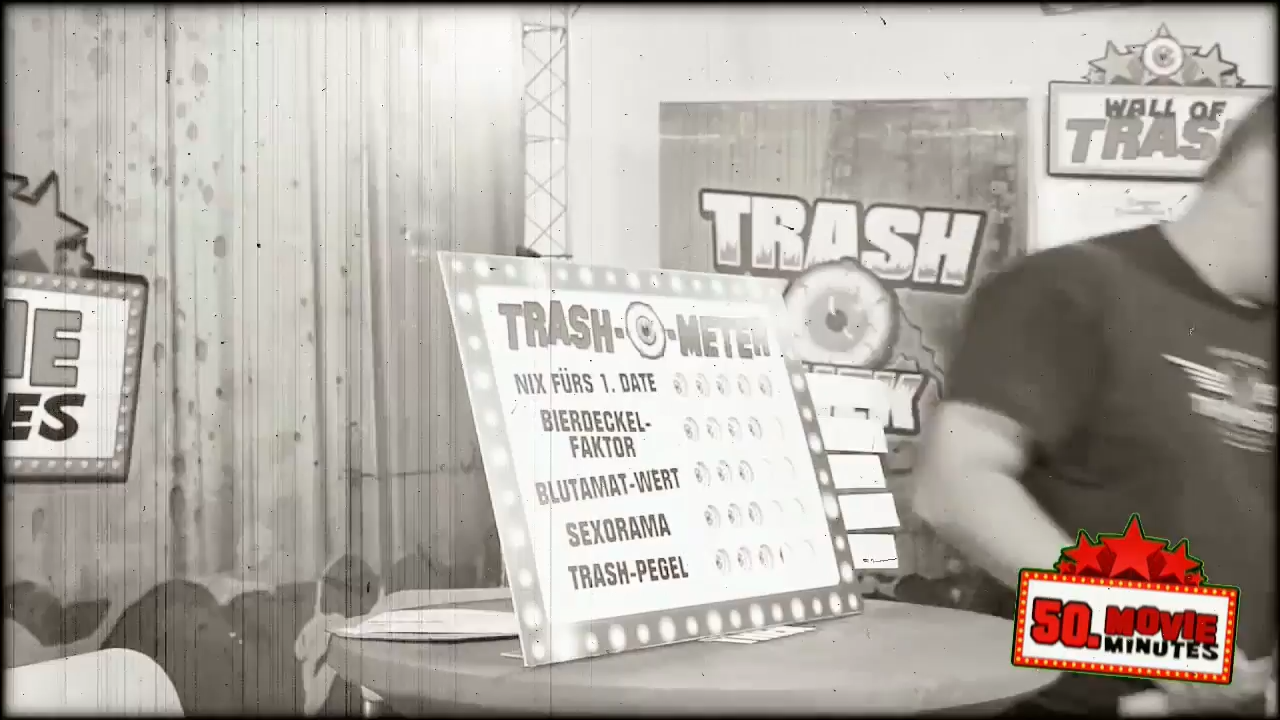 WALL OF
TRAS
TRASH
IE
ES
TRASH-O-METER
NIX FÜRS 1. DATE
BIERDECKEL-
FAKTOR
BLUTAMAT-WERT
SEXORAMA
TRASH-PEGEL
50. MOVIE
MINUTES